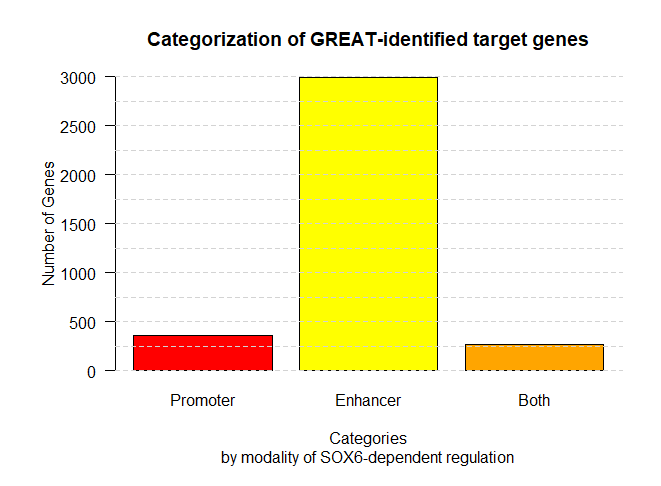 Categorization of GREAT-identified target genes
Number of Genes
3000
2500
2000
1500
1000
500
0
Promoter Enhancer Both
Categories
by modality of SOX6-dependent regulation